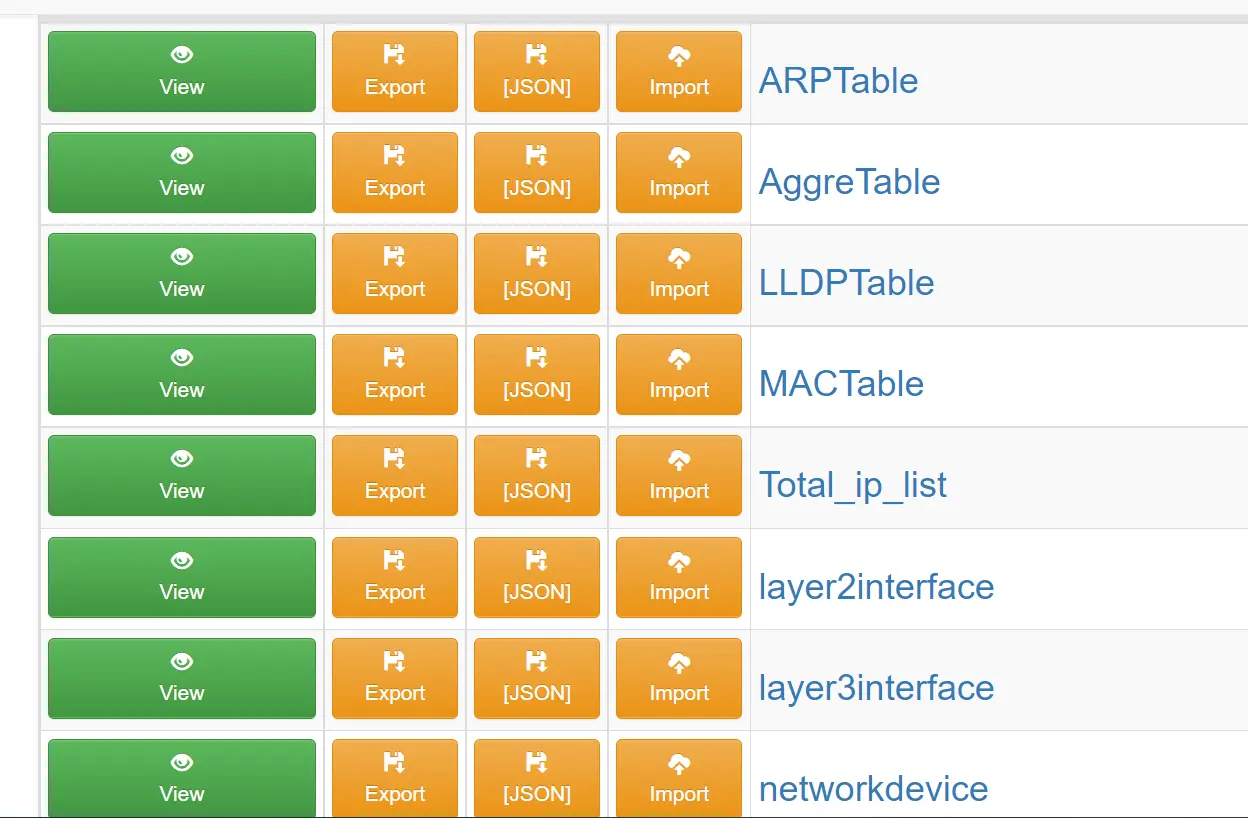 View Export [JSON] Import ARPTable
View Export [JSON] Import AggreTable
View Export [JSON] Import LLDPTable
View Export [JSON] Import MACTable
View Export [JSON] Import Total_ip_list
View Export [JSON] Import layer2interface
View Export [JSON] Import layer3interface
View Export [JSON] Import networkdevice